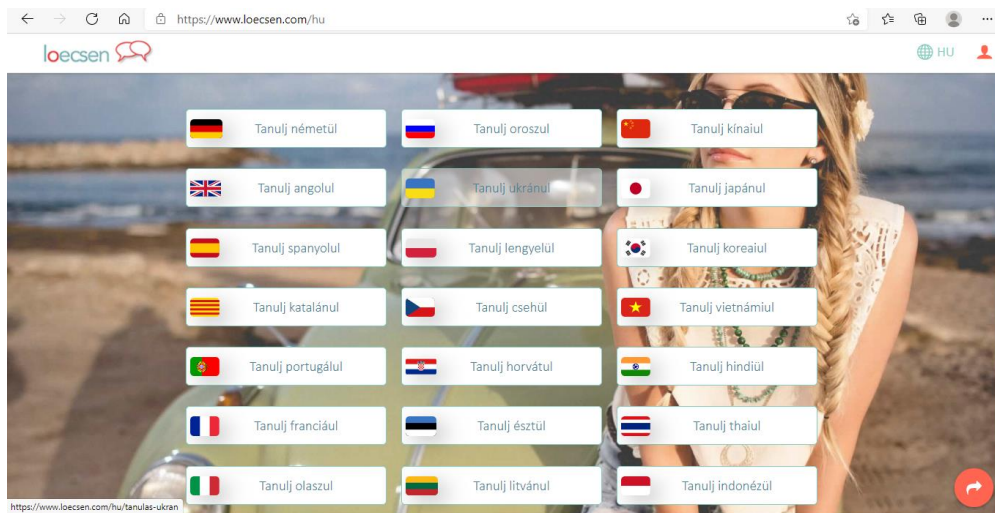 https://www.loecsen.com/hu
loecsen
HU
Tanulj németül
Tanulj oroszul
Tanulj kínaiul
Tanulj angolul
Tanulj ukránul
Tanulj japánul
Tanulj spanyolul
Tanulj lengyelül
Tanulj koreaiul
Tanulj katalánul
Tanulj csehül
Tanulj vietnámiul
Tanulj portugálul
Tanulj horvátul
Tanulj hindiül
Tanulj franciául
Tanulj észtül
Tanulj thaiul
Tanulj olaszul
Tanulj litvánul
Tanulj indonézül
https://www.loecsen.com/hu/tanulas-ukran